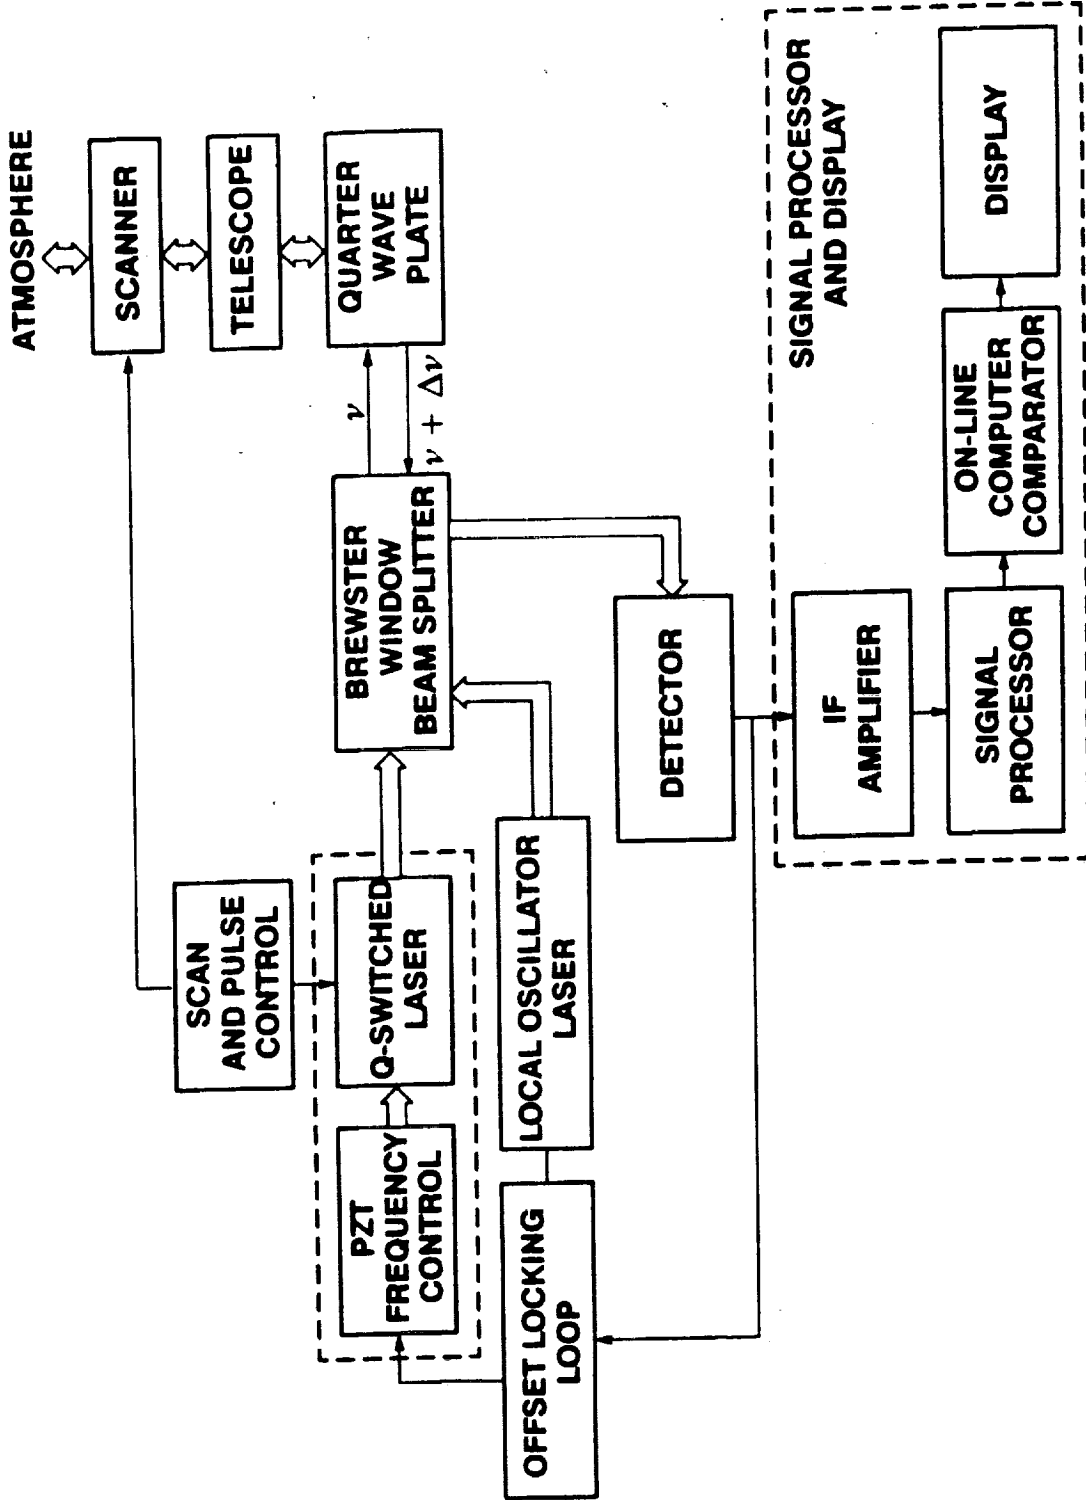 ATMOSPHERE
SCANNER
TELESCOPE
QUARTER
WAVE
PLATE
SCAN
AND PULSE
CONTROL
PZT
FREQUENCY
CONTROL
Q-SWITCHED
LASER
BREWSTER
WINDOW
BEAM SPLITTER
ν
ν + Δν
OFFSET LOCKING
LOOP
LOCAL OSCILLATOR
LASER
DETECTOR
SIGNAL PROCESSOR
AND DISPLAY
IF
AMPLIFIER
SIGNAL
PROCESSOR
ON-LINE
COMPUTER
COMPARATOR
DISPLAY